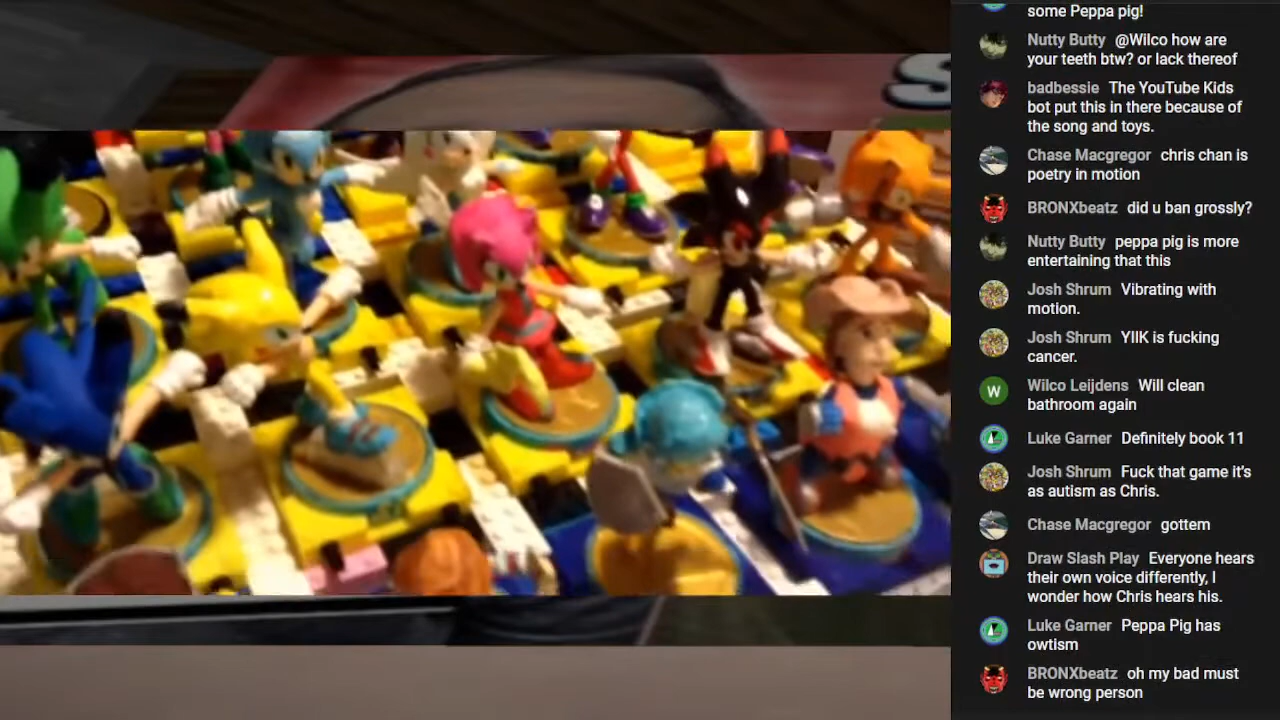 some Peppa pig!
Nutty Butty @Wilco how are
your teeth btw? or lack thereof
badbessie The YouTube Kids
bot put this in there because of
the song and toys.
Chase Macgregor chris chan is
poetry in motion
BRONXbeatz did u ban grossly?
Nutty Butty peppa pig is more
entertaining that this
Josh Shrum Vibrating with
motion.
Josh Shrum YIIK is fucking
cancer.
W
Wilco Leijdens Will clean
bathroom again
Luke Garner Definitely book 11
Josh Shrum Fuck that game it's
as autism as Chris.
Chase Macgregor gottem
Draw Slash Play Everyone hears
their own voice differently, I
wonder how Chris hears his.
Luke Garner Peppa Pig has
owtism
BRONXbeatz oh my bad must
be wrong person